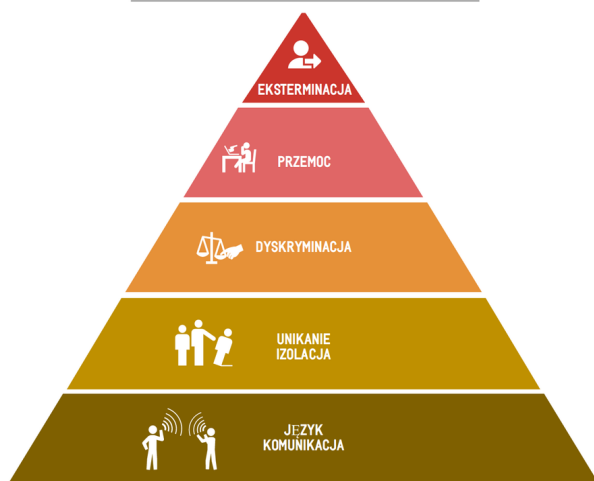 EKSTERMINACJA
PRZEMOC
DYSKRYMINACJA
UNIKANIE
IZOLACJA
JĘZYK
KOMUNIKACJA